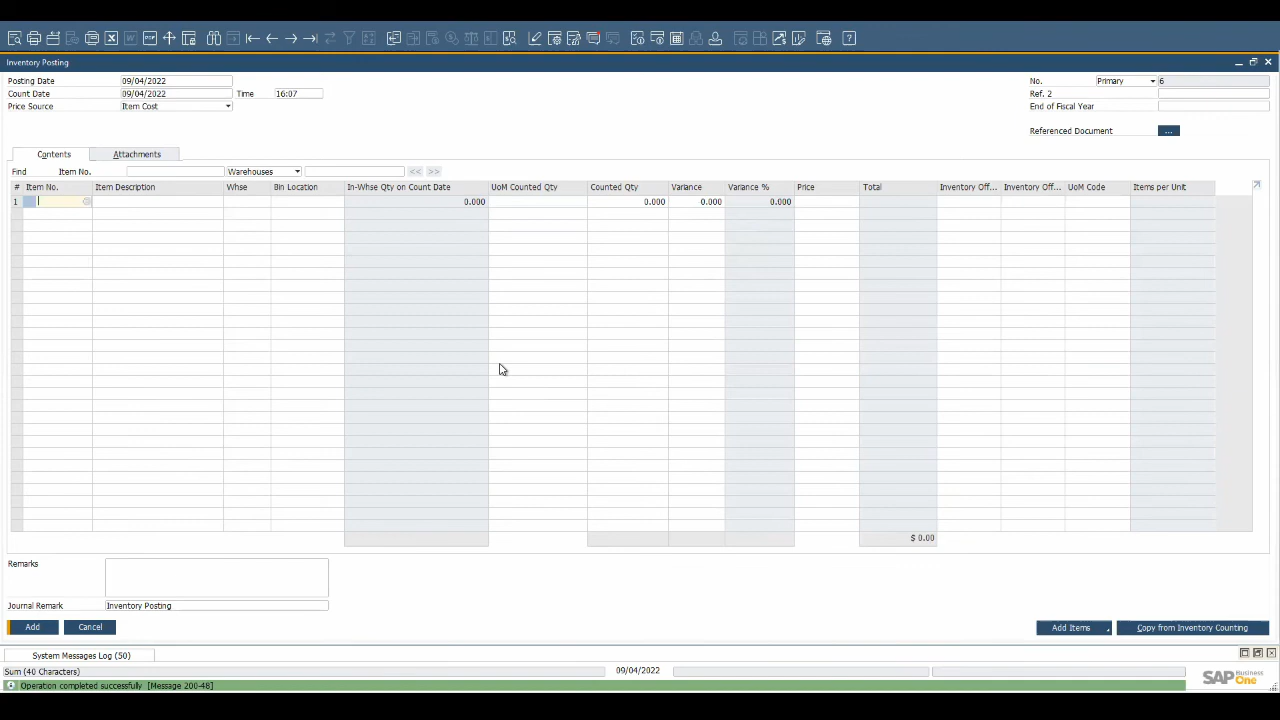 Inventory Posting
Posting Date 09/04/2022
Count Date 09/04/2022 Time 16:07
Price Source Item Cost
No. Primary 6
Ref. 2
End of Fiscal Year
Referenced Document ...
Contents Attachments
Find Item No. Warehouses << >>
# Item No. Item Description Whse Bin Location In-Whse Qty on Count Date UoM Counted Qty Counted Qty Variance Variance % Price Total Inventory Off... Inventory Off... UoM Code Items per Unit
1 0.000 0.000 0.000 0.000
$ 0.00
Remarks
Journal Remark Inventory Posting
Add Cancel Add Items Copy from Inventory Counting
System Messages Log (50)
Sum (40 Characters) 09/04/2022
Operation completed successfully [Message 200-48]
SAP Business One